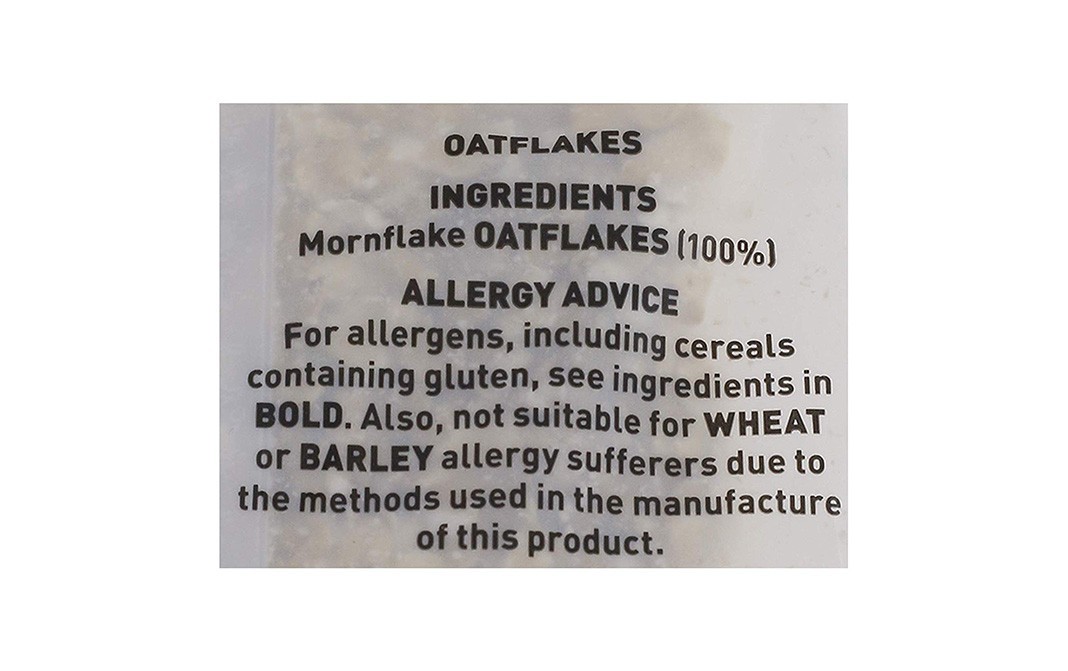 OATFLAKES
INGREDIENTS
Mornflake OATFLAKES (100%)
ALLERGY ADVICE
For allergens, including cereals
containing gluten, see ingredients in
BOLD. Also, not suitable for WHEAT
or BARLEY allergy sufferers due to
the methods used in the manufacture
of this product.